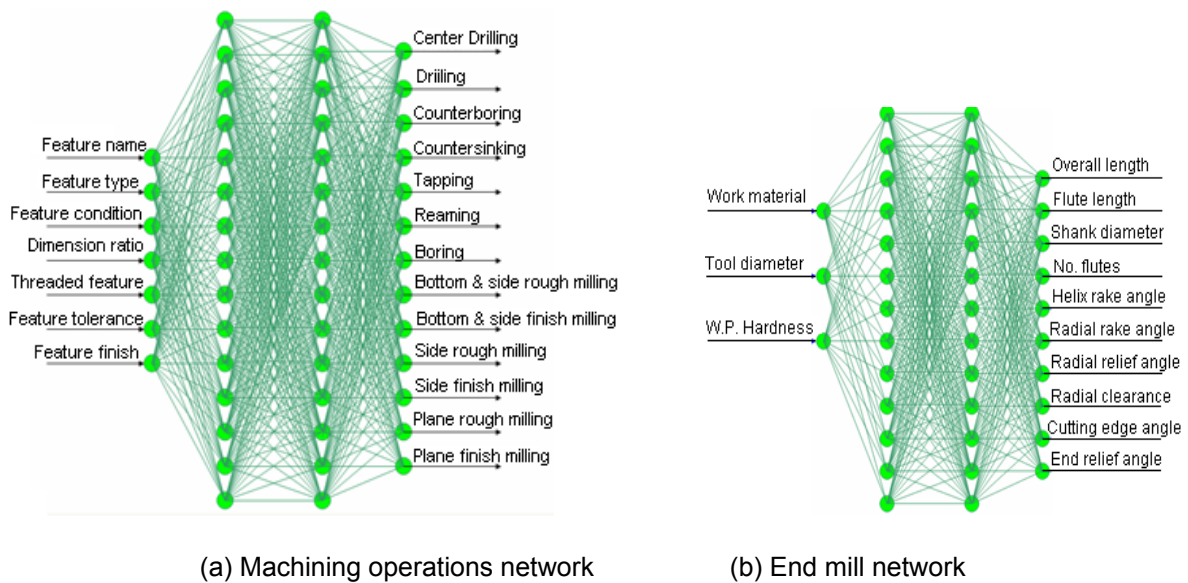 Feature name
Feature type
Feature condition
Dimension ratio
Threaded feature
Feature tolerance
Feature finish
Center Drilling
Driiling
Counterboring
Countersinking
Tapping
Reaming
Boring
Bottom & side rough milling
Bottom & side finish milling
Side rough milling
Side finish milling
Plane rough milling
Plane finish milling
(a) Machining operations network
Work material
Tool diameter
W.P. Hardness
Overall length
Flute length
Shank diameter
No. flutes
Helix rake angle
Radial rake angle
Radial relief angle
Radial clearance
Cutting edge angle
End relief angle
(b) End mill network